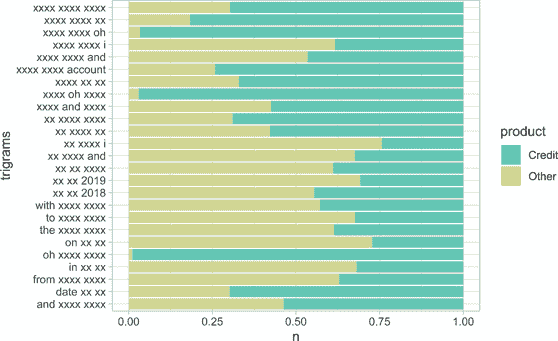 xxxx xxxx xxxx
xxxx xxxx xx
xxxx xxxx oh
xxxx xxxx i
xxxx xxxx and
xxxx xxxx account
xxxx xx xx
xxxx oh xxxx
xxxx and xxxx
xx xxxx xxxx
xx xxxx xx
xx xxxx i
xx xxxx and
xx xx xxxx
xx xx 2019
xx xx 2018
with xxxx xxxx
to xxxx xxxx
the xxxx xxxx
on xx xx
oh xxxx xxxx
in xx xx
from xxxx xxxx
date xx xx
and xxxx xxxx
trigrams
0.00 0.25 0.50 0.75 1.00
n
product
Credit
Other